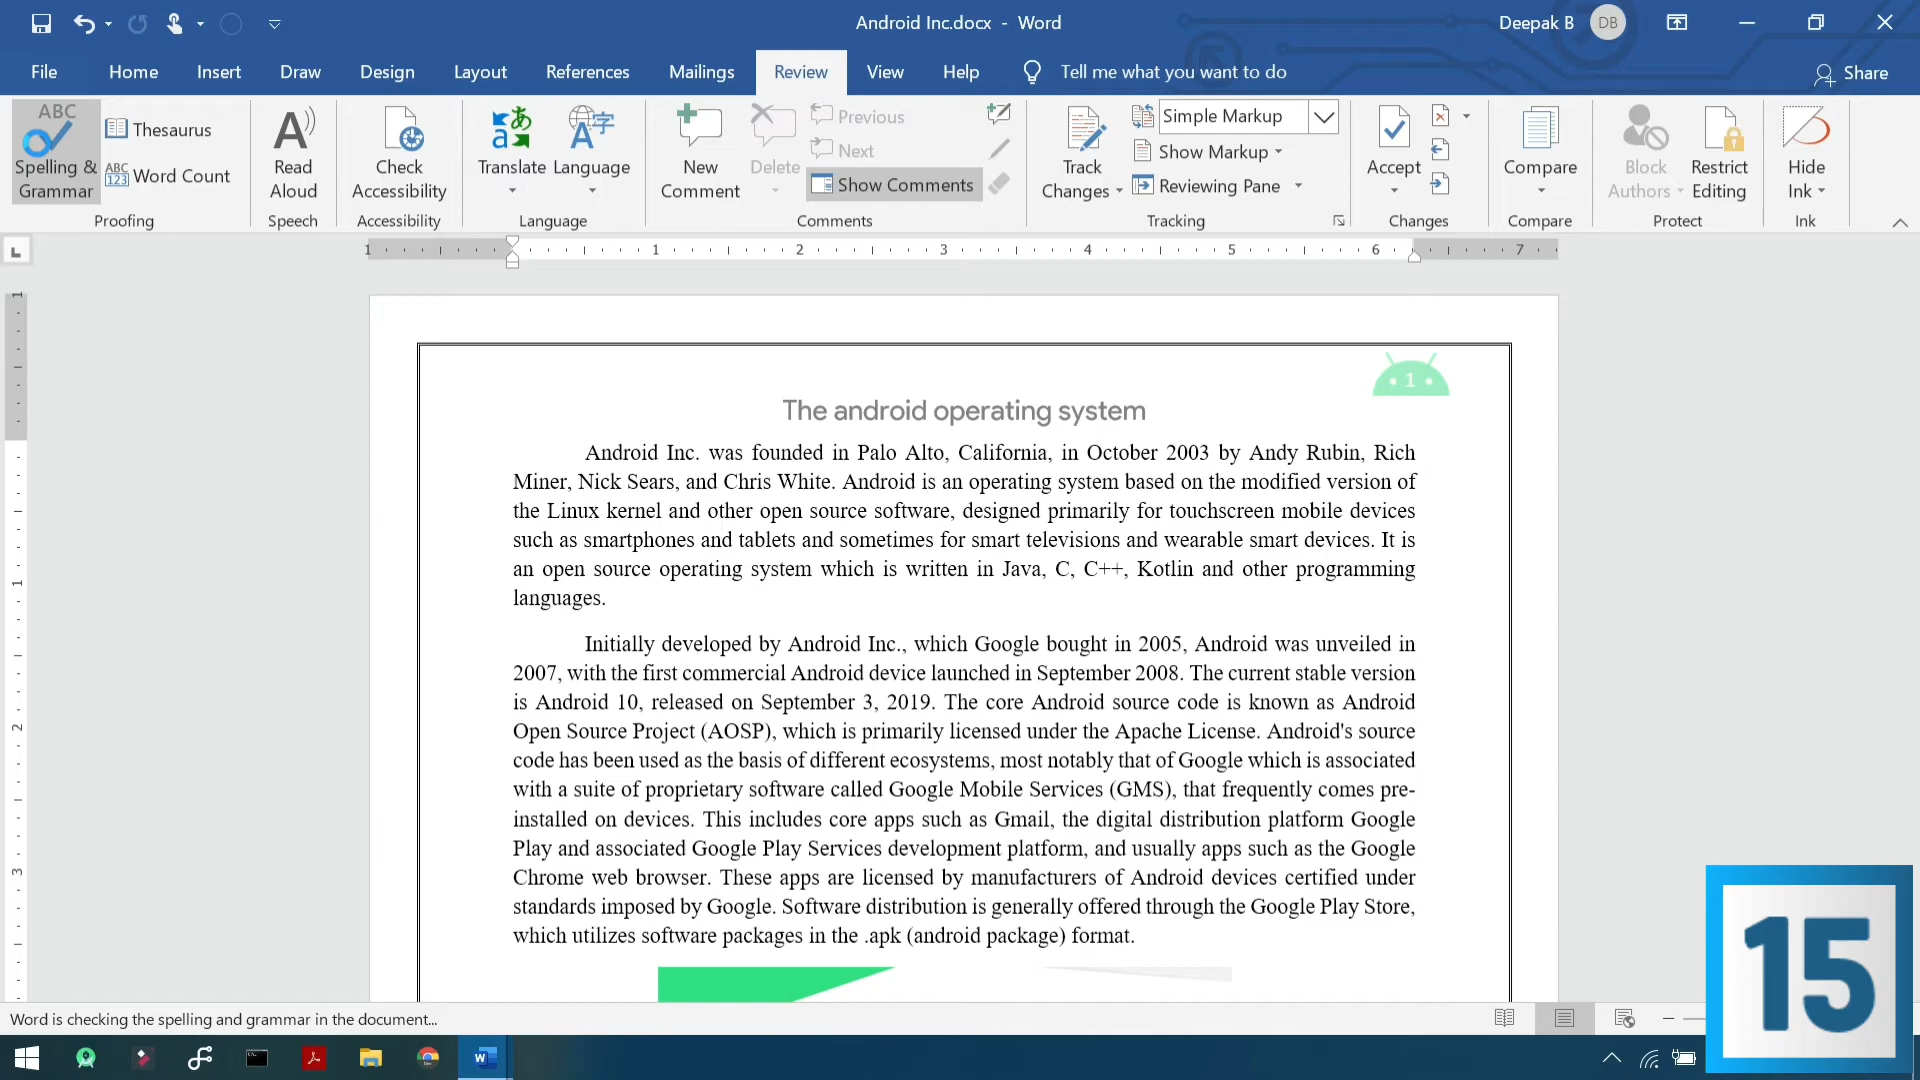 Android Inc.docx - Word
Deepak B
DB
File
Home
Insert
Draw
Design
Layout
References
Mailings
Review
View
Help
Tell me what you want to do
Share
ABC
Spelling &
Grammar
Thesaurus
ABC
123
Word Count
Proofing
Read
Aloud
Speech
Check
Accessibility
Accessibility
Translate
Language
Language
New
Comment
Delete
Previous
Next
Show Comments
Comments
Track
Changes
Simple Markup
Show Markup
Reviewing Pane
Tracking
Accept
Changes
Compare
Compare
Block
Authors
Restrict
Editing
Protect
Hide
Ink
Ink
1 1 2 3 4 5 6 7
1
The android operating system
Android Inc. was founded in Palo Alto, California, in October 2003 by Andy Rubin, Rich
Miner, Nick Sears, and Chris White. Android is an operating system based on the modified version of
the Linux kernel and other open source software, designed primarily for touchscreen mobile devices
such as smartphones and tablets and sometimes for smart televisions and wearable smart devices. It is
an open source operating system which is written in Java, C, C++, Kotlin and other programming
languages.
Initially developed by Android Inc., which Google bought in 2005, Android was unveiled in
2007, with the first commercial Android device launched in September 2008. The current stable version
is Android 10, released on September 3, 2019. The core Android source code is known as Android
Open Source Project (AOSP), which is primarily licensed under the Apache License. Android's source
code has been used as the basis of different ecosystems, most notably that of Google which is associated
with a suite of proprietary software called Google Mobile Services (GMS), that frequently comes pre-
installed on devices. This includes core apps such as Gmail, the digital distribution platform Google
Play and associated Google Play Services development platform, and usually apps such as the Google
Chrome web browser. These apps are licensed by manufacturers of Android devices certified under
standards imposed by Google. Software distribution is generally offered through the Google Play Store,
which utilizes software packages in the .apk (android package) format.
1
1
2
3
15
Word is checking the spelling and grammar in the document...